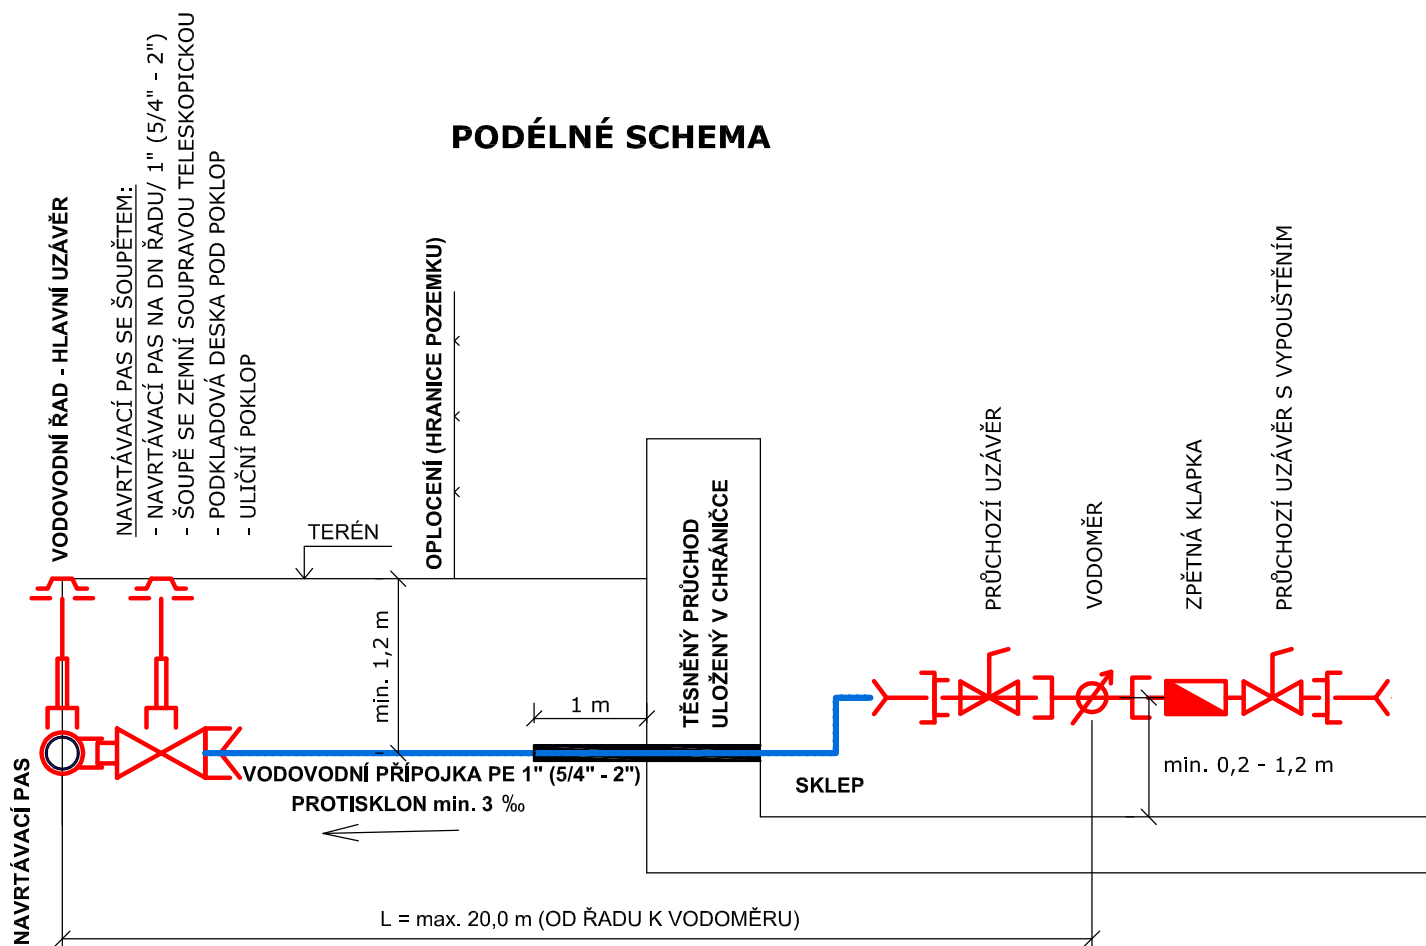 PODÉLNÉ SCHEMA
VODOVODNÍ ŘAD - HLAVNÍ UZÁVĚR
NAVRTÁVACÍ PAS SE ŠOUPĚTEM:
- NAVRTÁVACÍ PAS NA DN ŘADU/ 1" (5/4" - 2")
- ŠOUPĚ SE ZEMNÍ SOUPRAVOU TELESKOPICKOU
- PODKLADOVÁ DESKA POD POKLOP
- ULIČNÍ POKLOP
TERÉN
OPLOCENÍ (HRANICE POZEMKU)
min. 1,2 m
1 m
TĚSNĚNÝ PRŮCHOD
ULOŽENÝ V CHRÁNIČCE
PRŮCHOZÍ UZÁVĚR
VODOMĚR
ZPĚTNÁ KLAPKA
PRŮCHOZÍ UZÁVĚR S VYPOUŠTĚNÍM
NAVRTÁVACÍ PAS
VODOVODNÍ PŘÍPOJKA PE 1" (5/4" - 2")
PROTISKLON min. 3 ‰
SKLEP
min. 0,2 - 1,2 m
L = max. 20,0 m (OD ŘADU K VODOMĚRU)